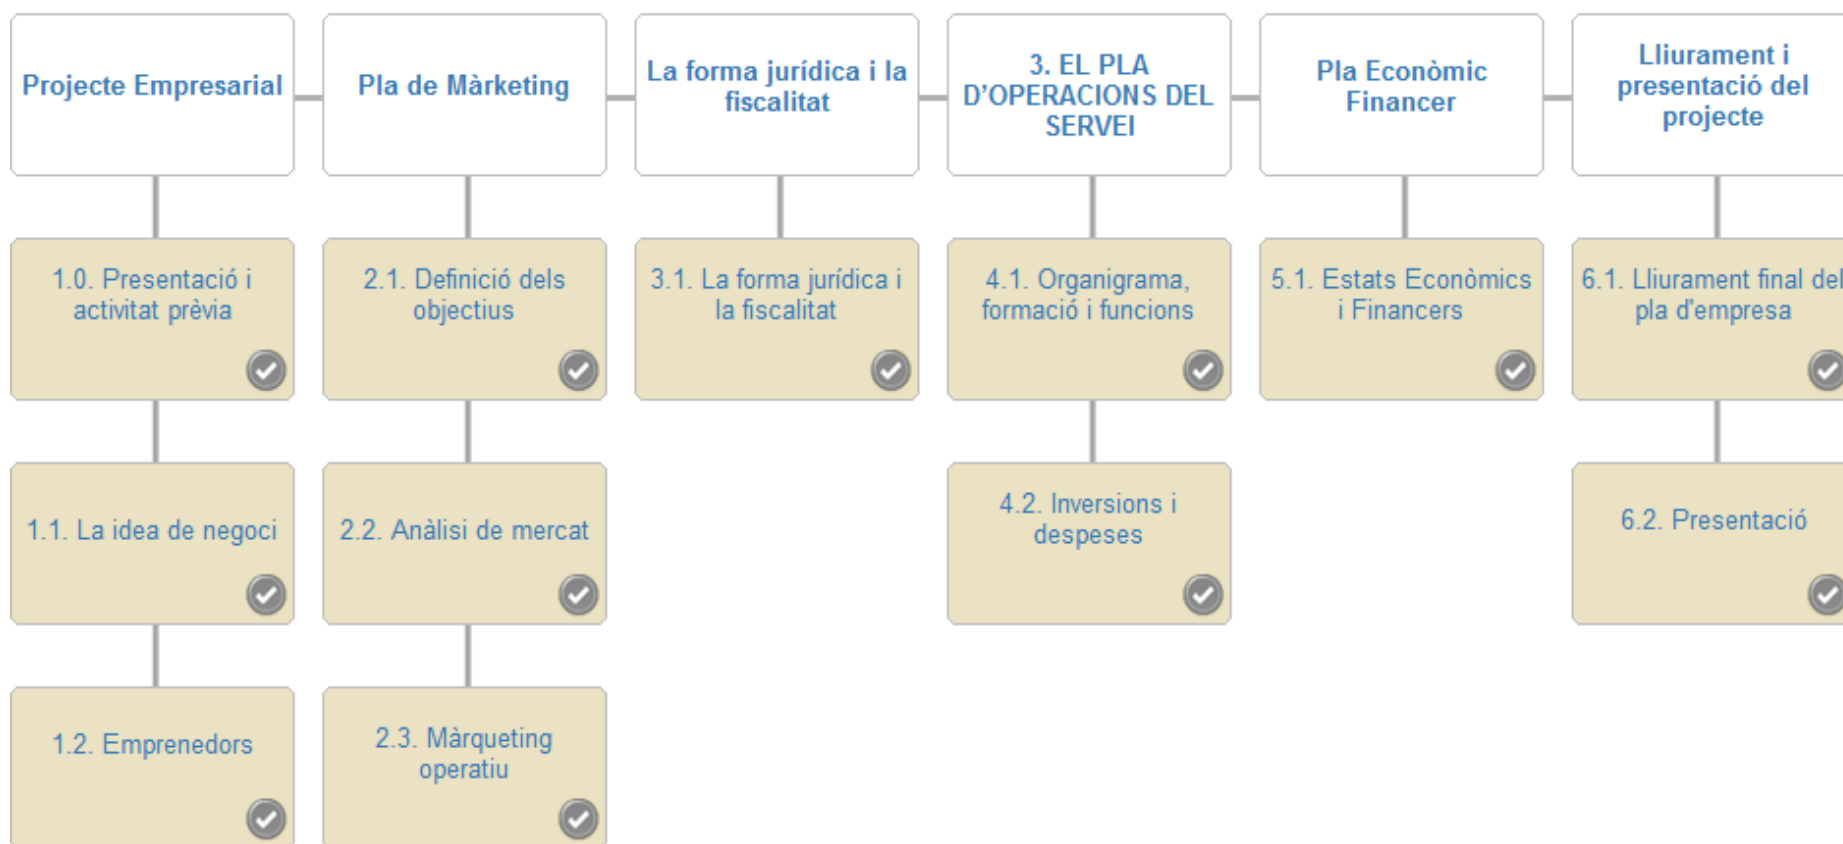 Projecte Empresarial
Pla de Màrketing
La forma jurídica i la
fiscalitat
3. EL PLA
D'OPERACIONS DEL
SERVEI
Pla Econòmic
Financer
Lliurament i
presentació del
projecte
1.0. Presentació i
activitat prèvia
2.1. Definició dels
objectius
3.1. La forma jurídica i
la fiscalitat
4.1. Organigrama,
formació i funcions
5.1. Estats Econòmics
i Financers
6.1. Lliurament final del
pla d'empresa
1.1. La idea de negoci
2.2. Anàlisi de mercat
4.2. Inversions i
despeses
6.2. Presentació
1.2. Emprenedors
2.3. Màrqueting
operatiu